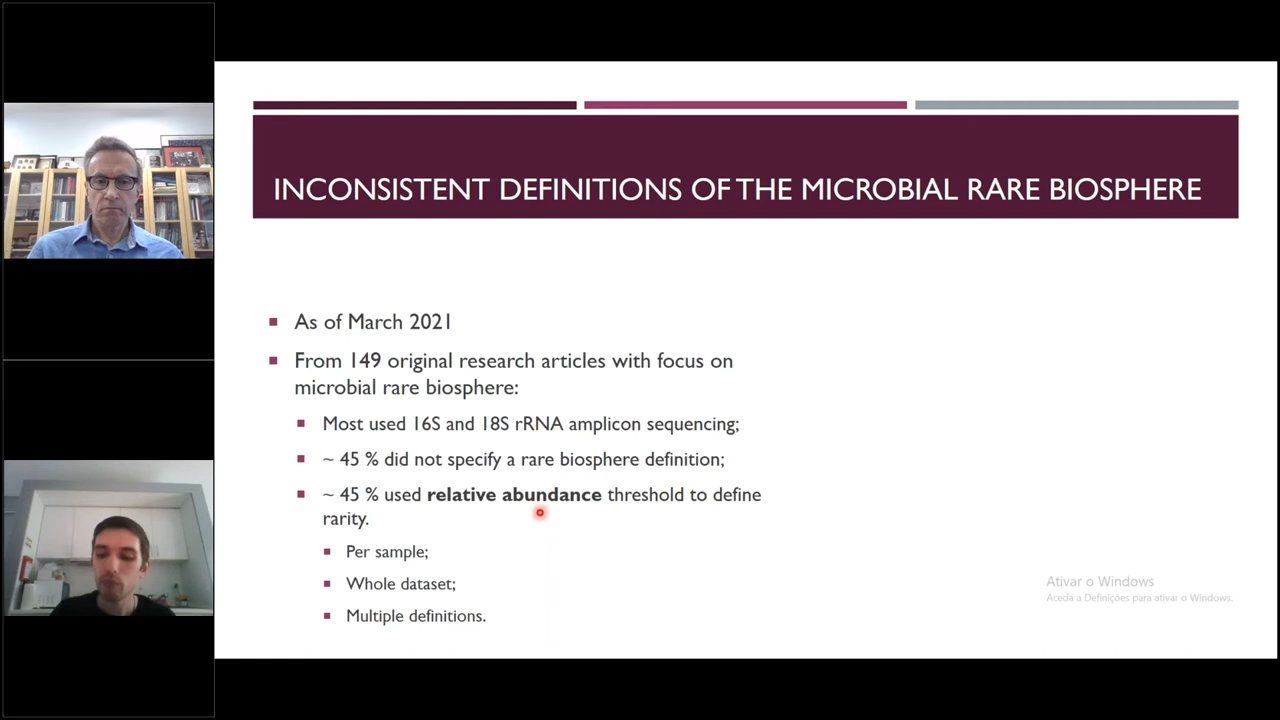 INCONSISTENT DEFINITIONS OF THE MICROBIAL RARE BIOSPHERE
As of March 2021
From 149 original research articles with focus on
microbial rare biosphere:
Most used 16S and 18S rRNA amplicon sequencing;
~ 45 % did not specify a rare biosphere definition;
~ 45 % used relative abundance threshold to define
rarity.
Per sample;
Whole dataset;
Multiple definitions.
Ativar o Windows
Aceda a Definições para ativar o Windows.